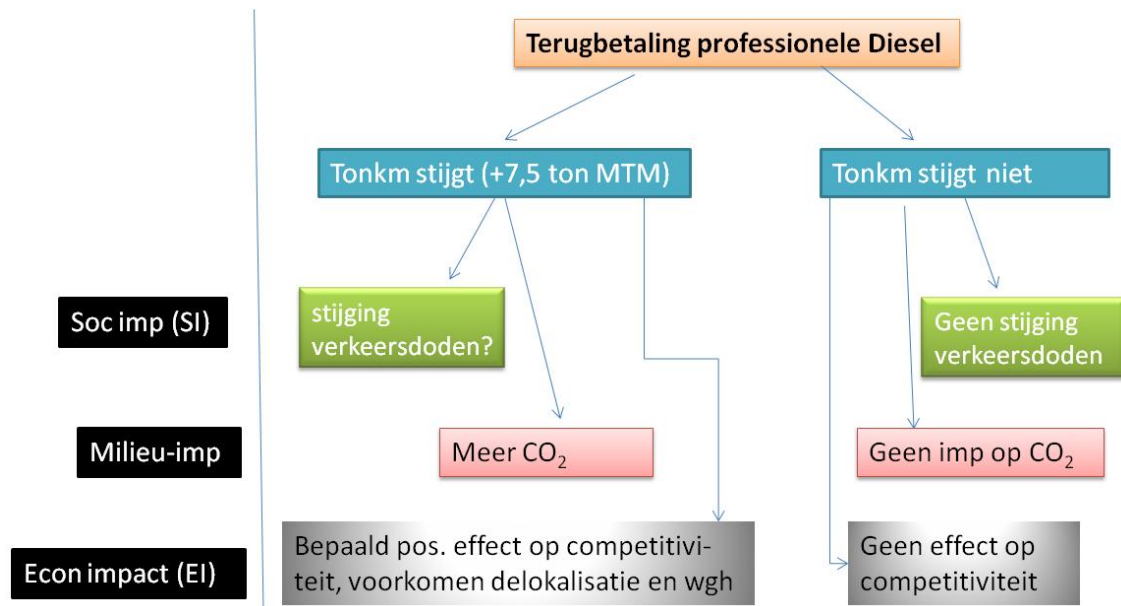 Terugbetaling professionele Diesel
Tonkm stijgt (+7,5 ton MTM)
Tonkm stijgt niet
Soc imp (SI)
stijging
verkeersdoden?
Geen stijging
verkeersdoden
Milieu-imp
Meer CO₂
Geen imp op CO₂
Econ impact (EI)
Bepaald pos. effect op competitivi-
teit, voorkomen delokalisatie en wgh
Geen effect op
competitiviteit